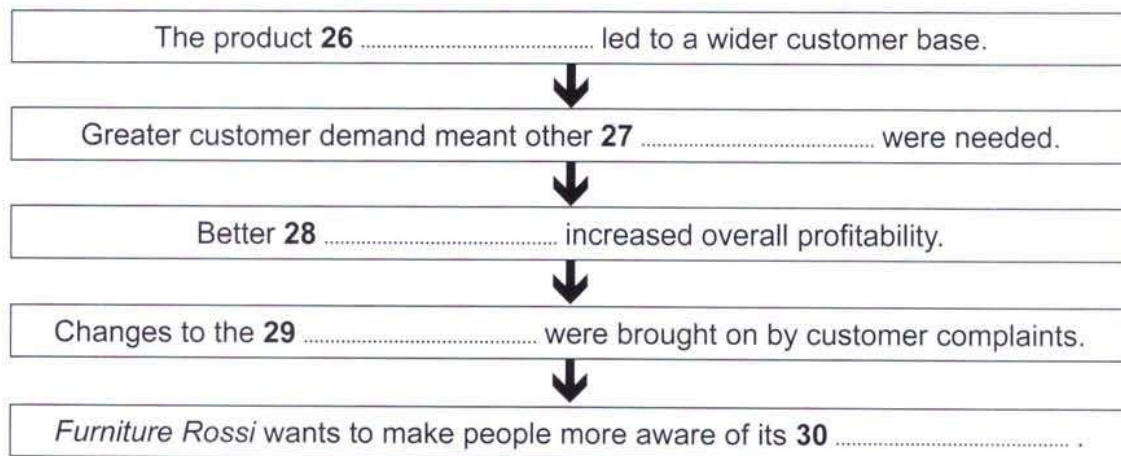 The product 26 .................................... led to a wider customer base.
Greater customer demand meant other 27 .................................... were needed.
Better 28 .................................... increased overall profitability.
Changes to the 29 .................................... were brought on by customer complaints.
Furniture Rossi wants to make people more aware of its 30 .................................... .